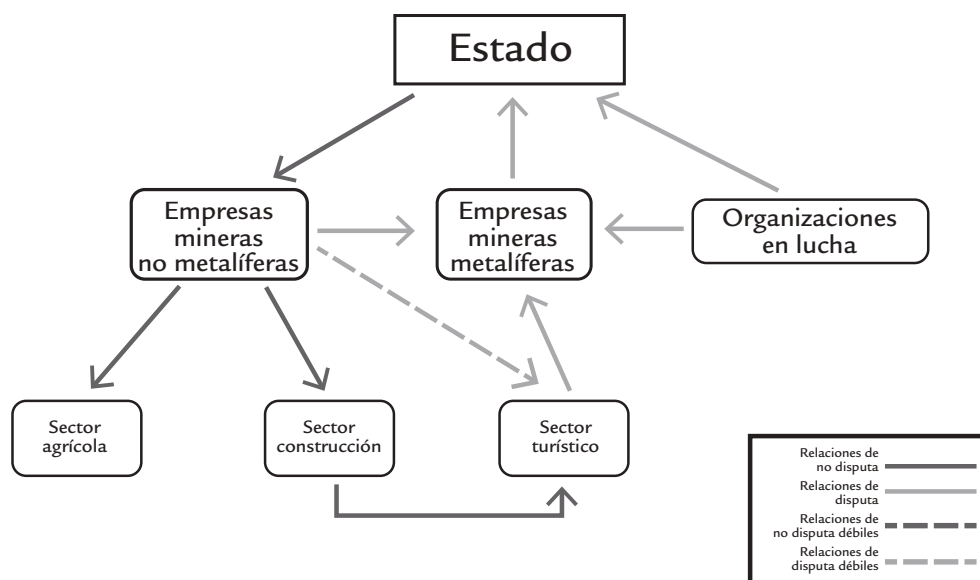 Estado
Empresas
mineras
no metalíferas
Empresas
mineras
metalíferas
Organizaciones
en lucha
Sector
agrícola
Sector
construcción
Sector
turístico
Relaciones de
no disputa
Relaciones de
disputa
Relaciones de
no disputa débiles
Relaciones de
disputa débiles